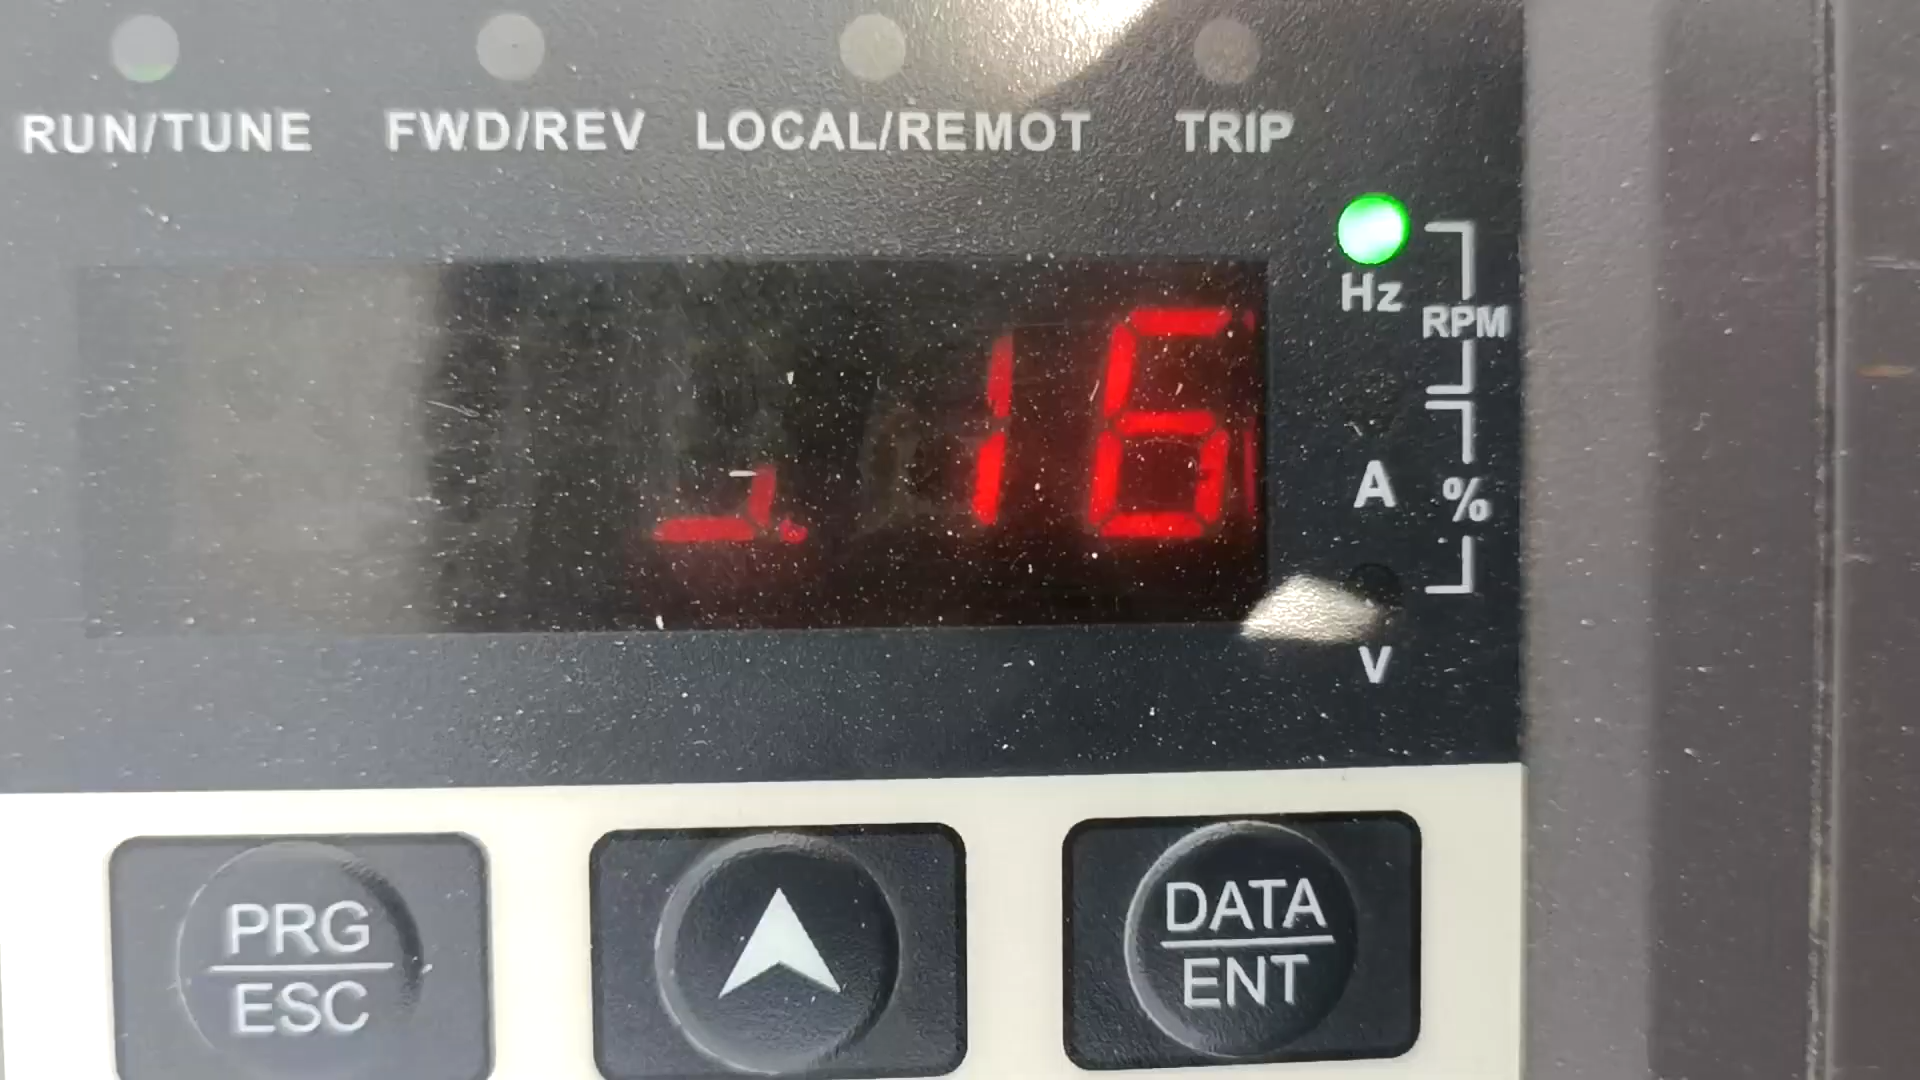 RUN/TUNE FWD/REV LOCAL/REMOT TRIP
Hz
RPM
16
A
%
V
PRG
ESC
DATA
ENT